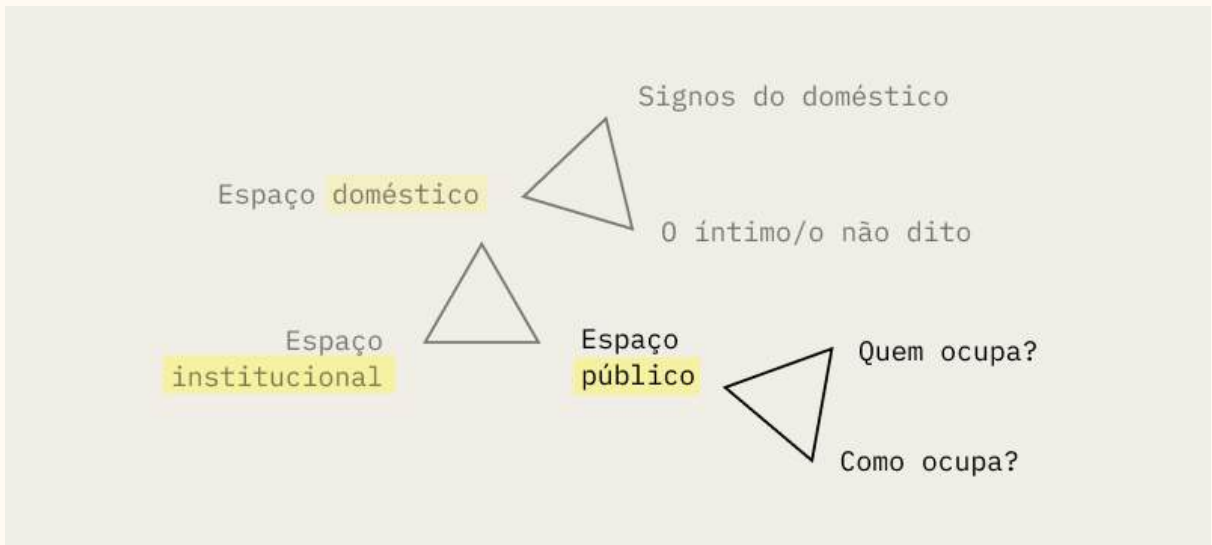 Signos do doméstico
Espaço doméstico
O íntimo/o não dito
Espaço
institucional
Espaço
público
Quem ocupa?
Como ocupa?